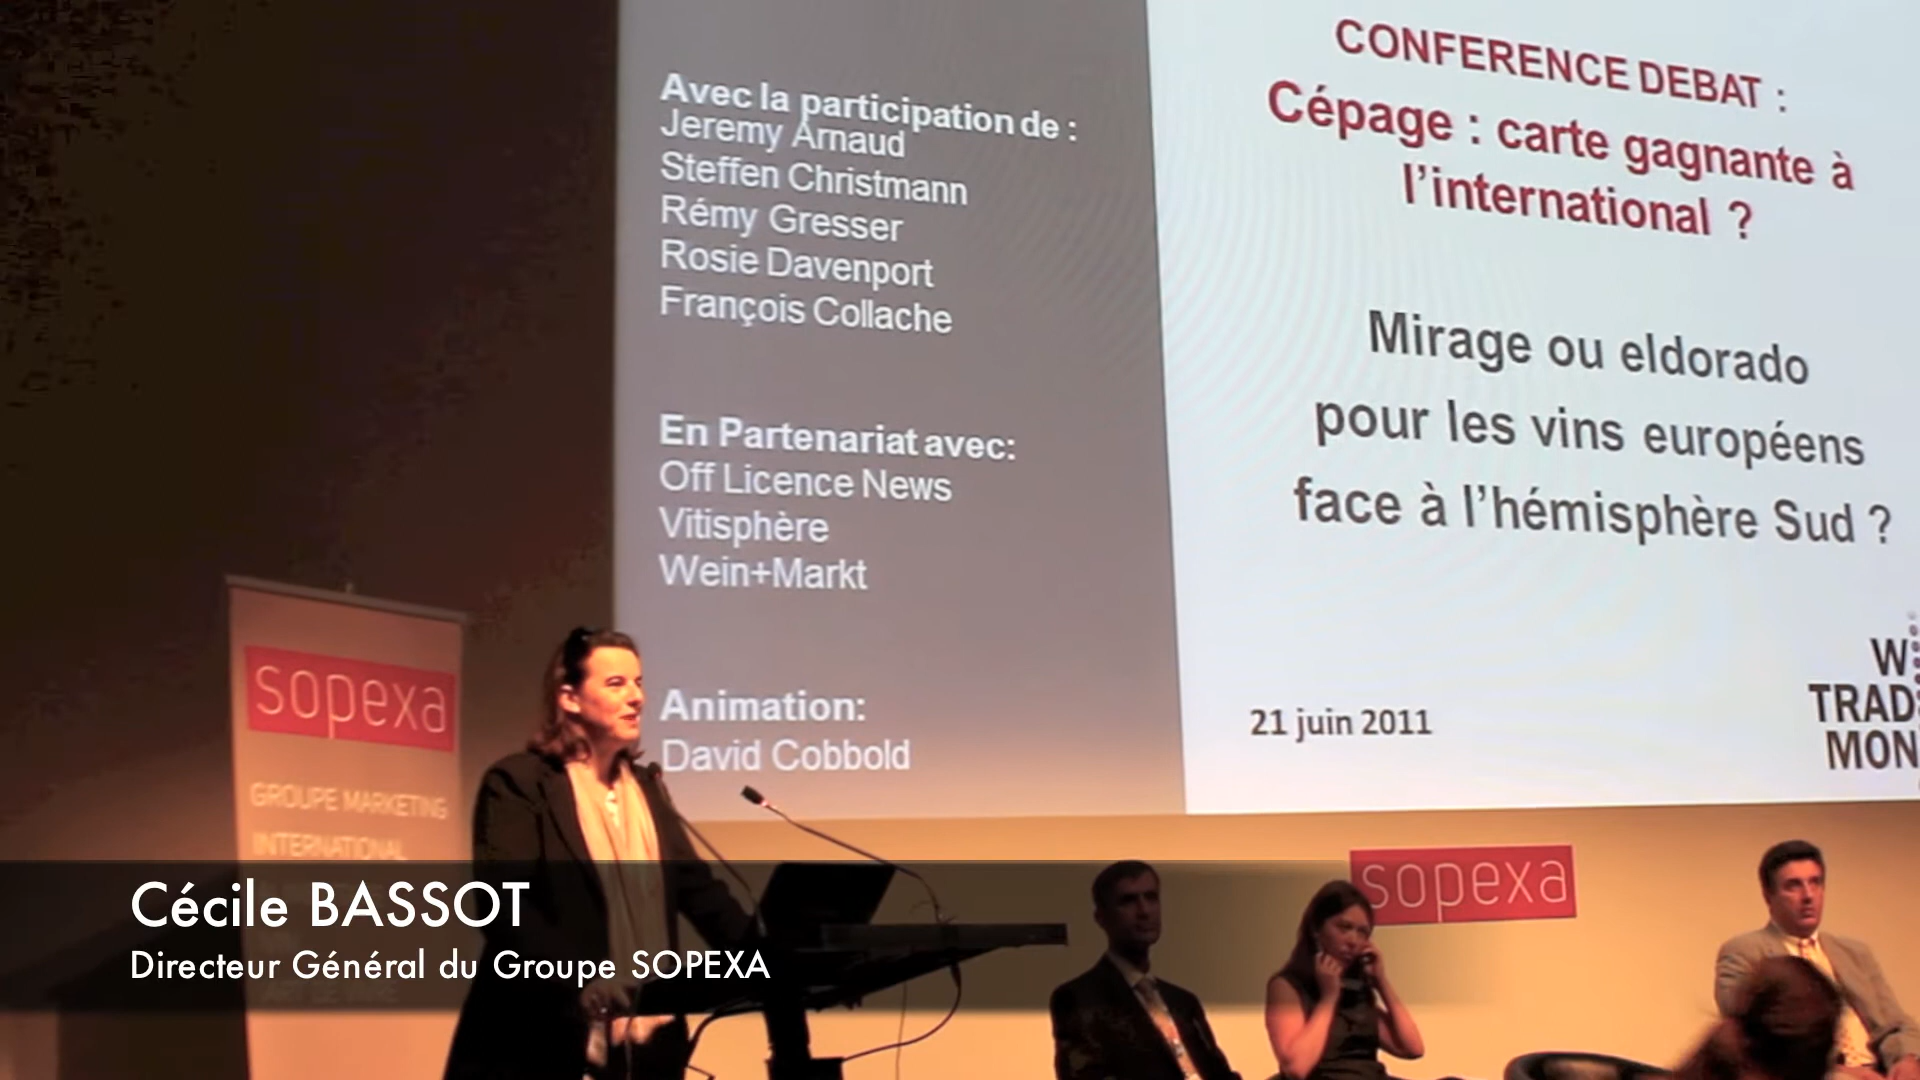 Avec la participation de :
Jeremy Arnaud
Steffen Christmann
Rémy Gresser
Rosie Davenport
François Collache
En Partenariat avec:
Off Licence News
Vitisphère
Wein+Markt
Animation:
David Cobbold
CONFERENCE DEBAT :
Cépage : carte gagnante à
l'international ?
Mirage ou eldorado
pour les vins européens
face à l'hémisphère Sud ?
21 juin 2011
W
TRAD
MON
sopexa
GROUPE MARKETING
INTERNATIONAL
sopexa
Cécile BASSOT
Directeur Général du Groupe SOPEXA